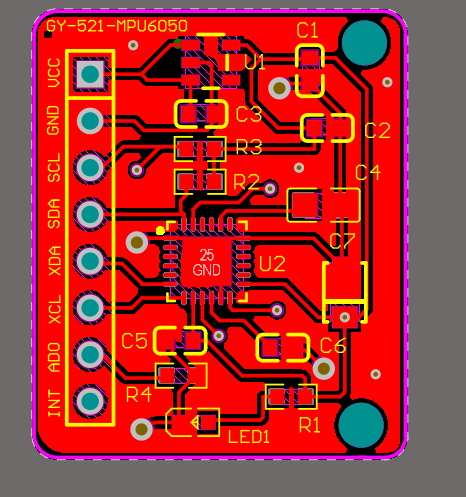 GY-521-MPU6050
C1
VCC
U1
GND
C3
C2
R3
SCL
C4
R2
SDA
C7
25
GND
U2
XDA
XCL
C5
C6
ADO
R4
R1
INT
LED1